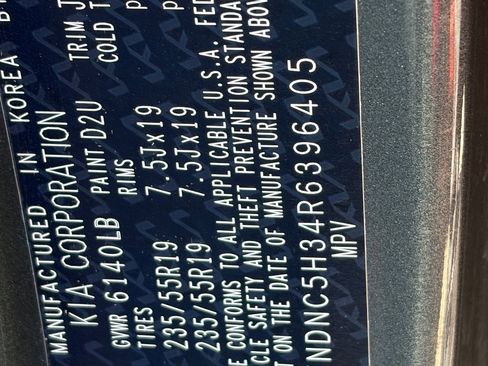 MANUFACTURED IN KOREA BY
KIA CORPORATION
GVWR 6140LB PAINT D2U TRIM
TIRES RIMS COLD
235/55R19 7.5Jx19
235/55R19 7.5Jx19
CONFORMS TO ALL APPLICABLE U.S.A. FED
SAFETY AND THEFT PREVENTION STANDA
ON THE DATE OF MANUFACTURE SHOWN ABOV
NDNC5H34R6396405
MPV